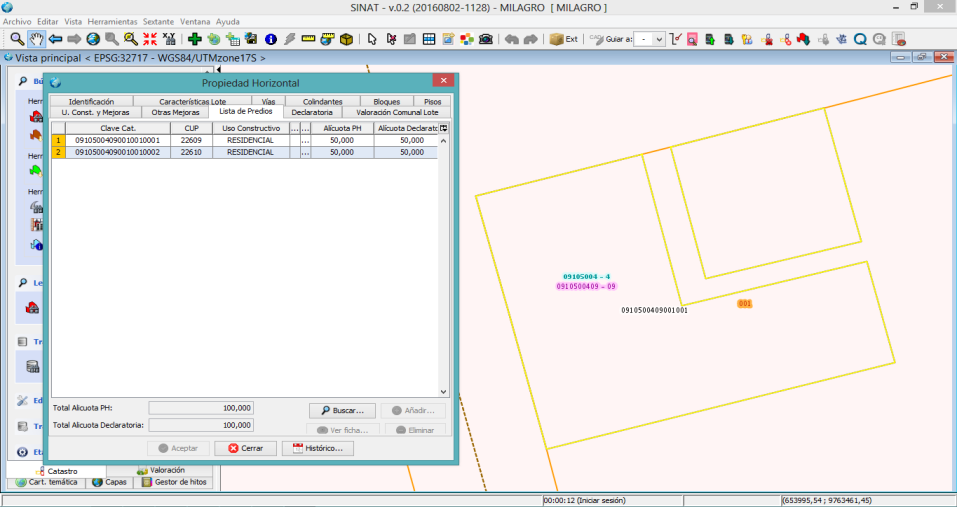 SINAT - v.0.2 (20160802-1128) - MILAGRO [ MILAGRO ]
Archivo Editar Vista Herramientas Sextante Ventana Ayuda
Ext
Guiar a: -
Vista principal < EPSG:32717 - WGS84/UTMzone17S >
Propiedad Horizontal
Identificación Características Lote Vías Colindantes Bloques Pisos
U. Const. y Mejoras Otras Mejoras Lista de Predios Declaratoria Valoración Comunal Lote
Clave Cat. CUP Uso Constructivo ... ... Alícuota PH Alícuota Declarato
1 09105004090010010001 22609 RESIDENCIAL ... 50,000 50,000
2 09105004090010010002 22610 RESIDENCIAL ... 50,000 50,000
Herr
Herr
Herr
Le
Tr
Ed
Tr
Et
09105004 - 4
0910500409 - 09
0910500409001001
001
Total Alicuota PH: 100,000
Buscar...
Añadir...
Total Alicuota Declaratoria: 100,000
Ver ficha...
Eliminar
Aceptar
Cerrar
Histórico...
Catastro
Valoración
Cart. temática
Capas
Gestor de hitos
00:00:12 (Iniciar sesión)
(653995,54 ; 9763461,45)